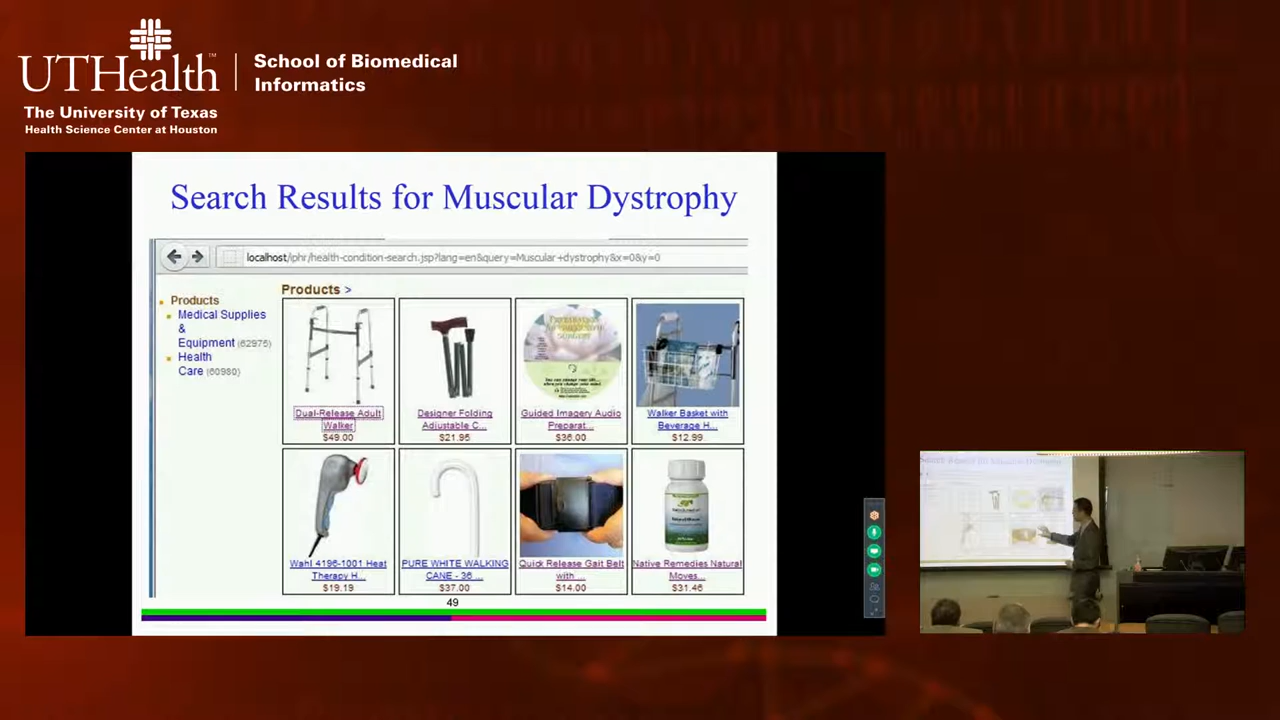 UTHealth™
School of Biomedical
Informatics
The University of Texas
Health Science Center at Houston
Search Results for Muscular Dystrophy
localhost/iphr/health-condition-search.jsp?lang=en&query=Muscular+dystrophy&x=0&y=0
Products
Medical Supplies
&
Equipment (62975)
Health
Care (60980)
Products >
Dual-Release Adult
Walker
$49.00
Designer Folding
Adjustable C...
$21.95
Guided Imagery Audio
Preparat...
$36.00
Walker Basket with
Beverage H...
$12.99
Wahl 4196-1001 Heat
Therapy H...
$19.19
PURE WHITE WALKING
CANE - 36 ...
$37.00
Quick Release Gait Belt
with ...
$14.00
Native Remedies Natural
Moves...
$31.46
49